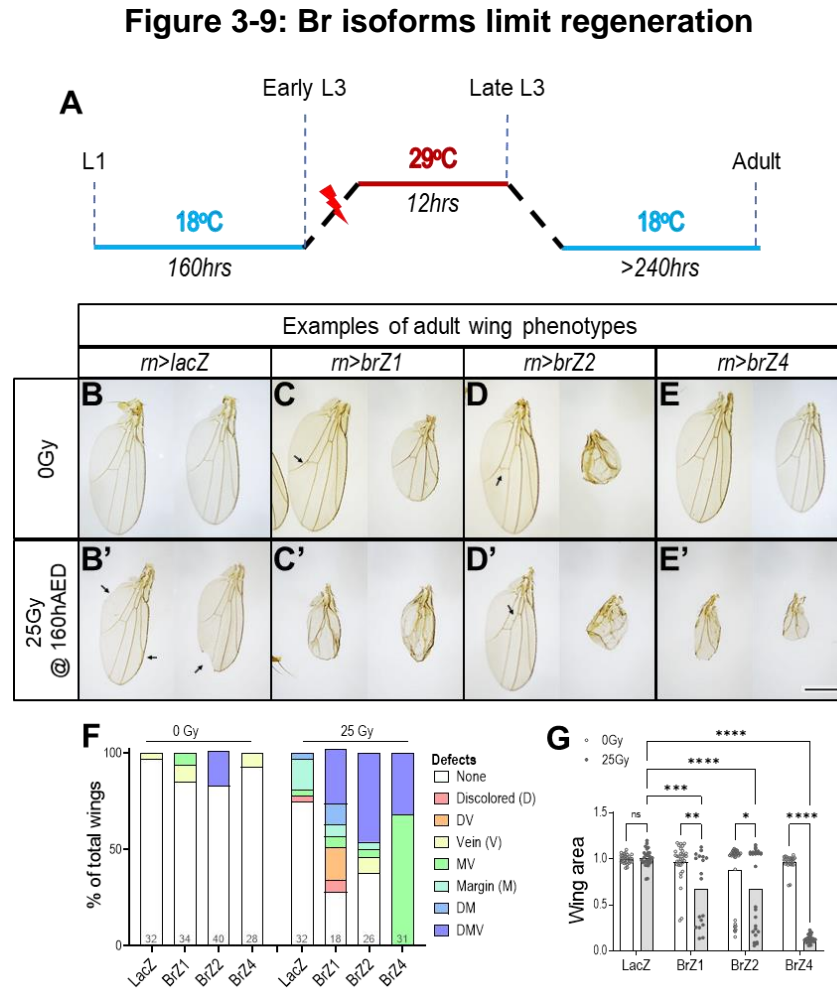 Figure 3-9: Br isoforms limit regeneration
A
Early L3
Late L3
L1
29ºC
Adult
18ºC
12hrs
18ºC
160hrs
>240hrs
Examples of adult wing phenotypes
rn>lacZ
rn>brZ1
rn>brZ2
rn>brZ4
0Gy
B
C
D
E
25Gy
@ 160hAED
B’
C’
D’
E’
F
0 Gy
25 Gy
% of total wings
100
50
0
32
34
40
28
32
18
26
31
LacZ
BrZ1
BrZ2
BrZ4
LacZ
BrZ1
BrZ2
BrZ4
Defects
None
Discolored (D)
DV
Vein (V)
MV
Margin (M)
DM
DMV
G
0Gy
25Gy
****
****
***
ns
**
*
****
Wing area
1.5
1.0
0.5
0.0
LacZ
BrZ1
BrZ2
BrZ4